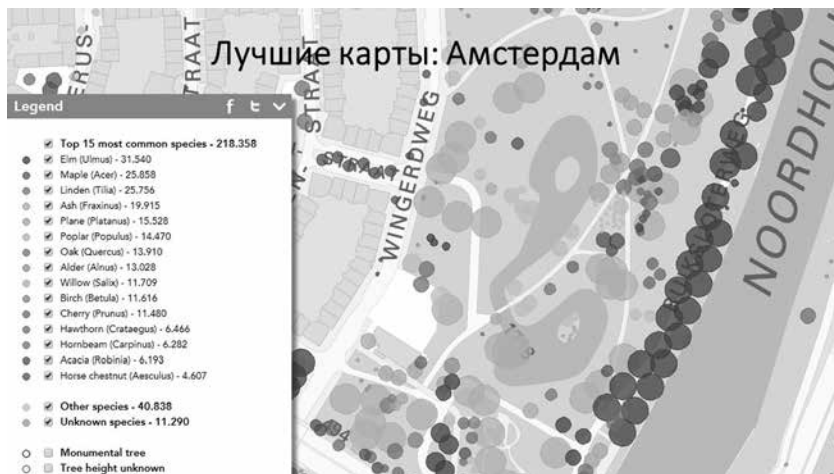 Лучшие карты: Амстердам
ERUS-
TRAAT
STRAAT
STRAAT
WINGERDWEG
NOORDHOL
Legend
Top 15 most common species - 218.358
Elm (Ulmus) - 31.540
Maple (Acer) - 25.858
Linden (Tilia) - 25.756
Ash (Fraxinus) - 19.915
Plane (Platanus) - 15.528
Poplar (Populus) - 14.470
Oak (Quercus) - 13.910
Alder (Alnus) - 13.028
Willow (Salix) - 11.709
Birch (Betula) - 11.616
Cherry (Prunus) - 11.480
Hawthorn (Crataegus) - 6.466
Hornbeam (Carpinus) - 6.282
Acacia (Robinia) - 6.193
Horse chestnut (Aesculus) - 4.607
Other species - 40.838
Unknown species - 11.290
Monumental tree
Tree height unknown